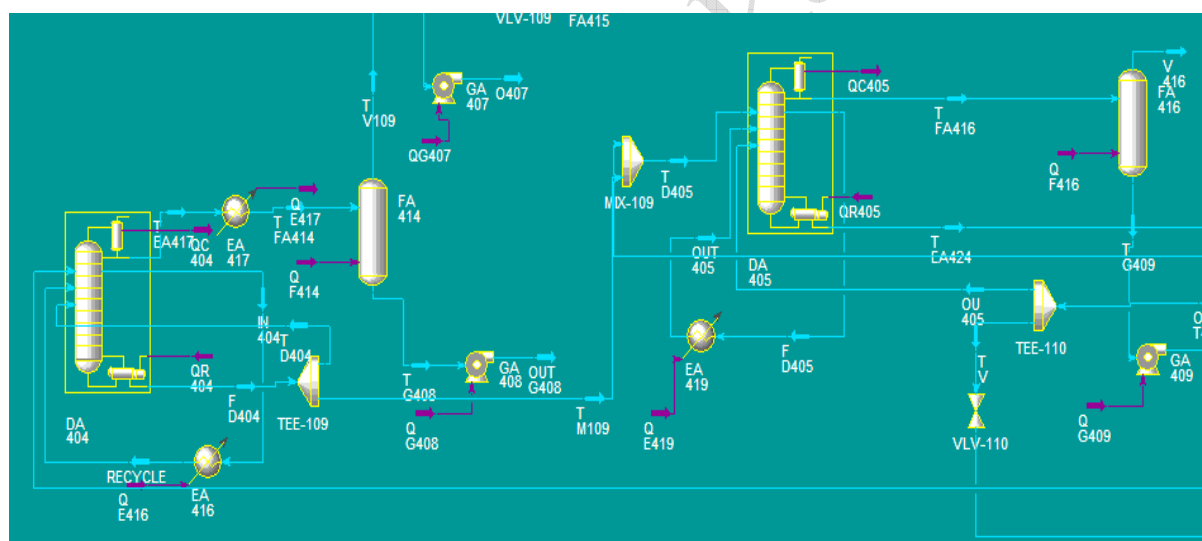 VLV-109
FA415
GA
407
O407
T
V109
QG407
QC405
V
416
FA
416
T
FA416
MIX-109
T
D405
Q
F416
QR405
FA
414
Q
E417
T
EA417
QC
404
EA
417
T
FA414
Q
F414
OUT
405
DA
405
T
EA424
T
G409
IN
404
T
D404
OU
405
TEE-110
QR
404
F
D404
TEE-109
T
G408
GA
408
OUT
G408
T
M109
EA
419
F
D405
T
V
GA
409
DA
404
Q
G408
Q
E419
VLV-110
Q
G409
RECYCLE
Q
E416
EA
416